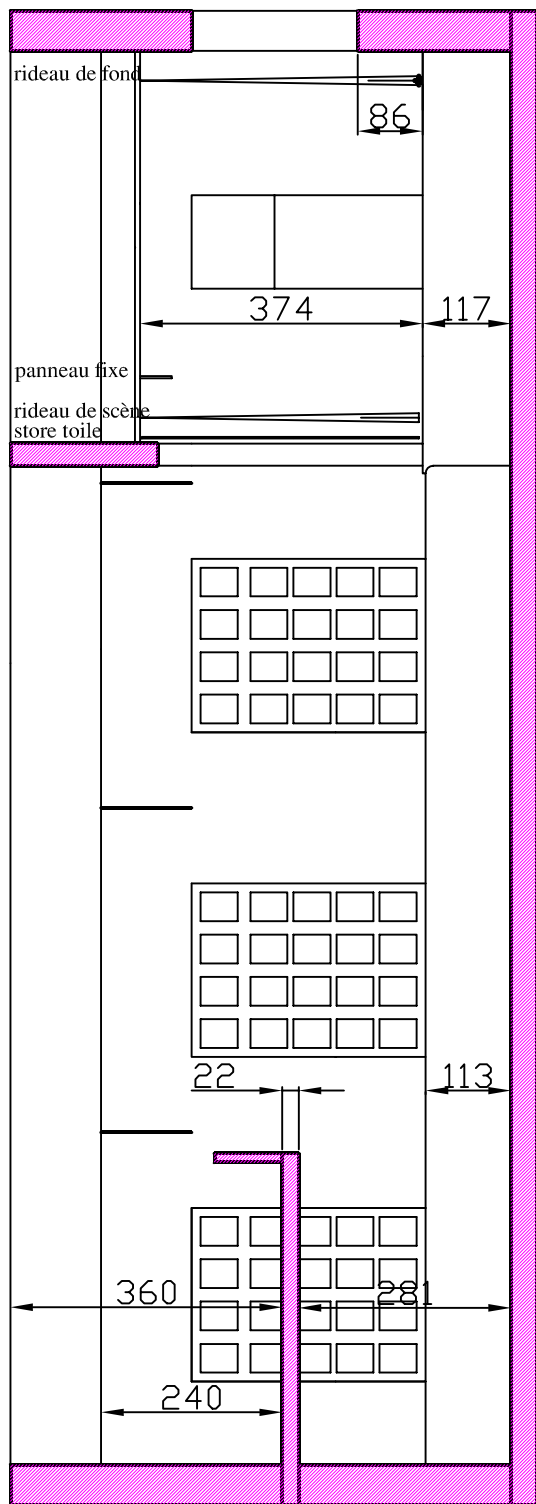 rideau de fond
86
374
117
panneau fixe
rideau de scène
store toile
22
113
360
281
240